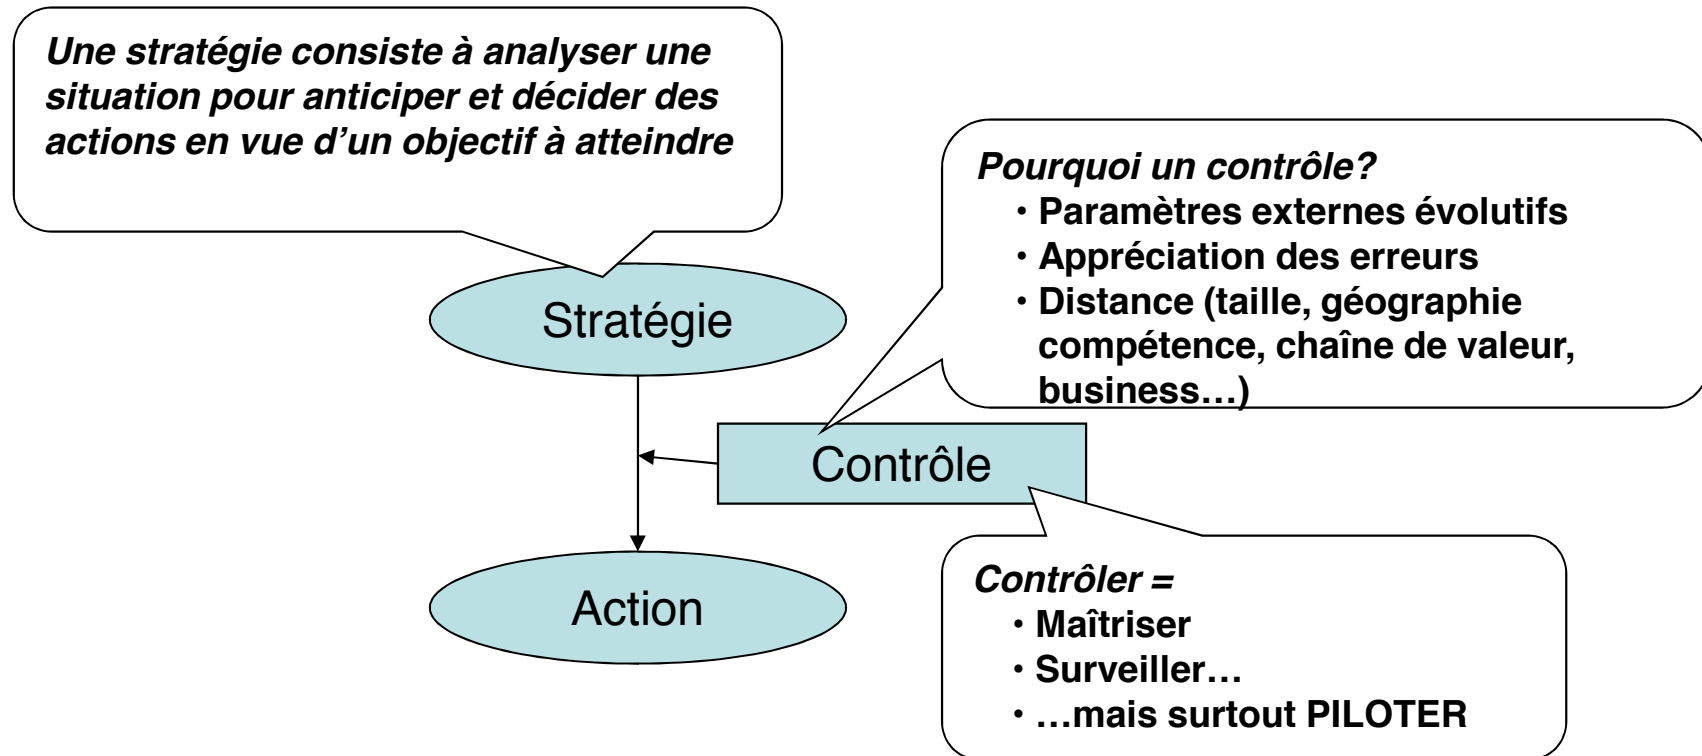 Une stratégie consiste à analyser une
situation pour anticiper et décider des
actions en vue d’un objectif à atteindre
Pourquoi un contrôle?
• Paramètres externes évolutifs
• Appréciation des erreurs
• Distance (taille, géographie
compétence, chaîne de valeur,
business…)
Stratégie
Contrôle
Action
Contrôler =
• Maîtriser
• Surveiller…
• …mais surtout PILOTER